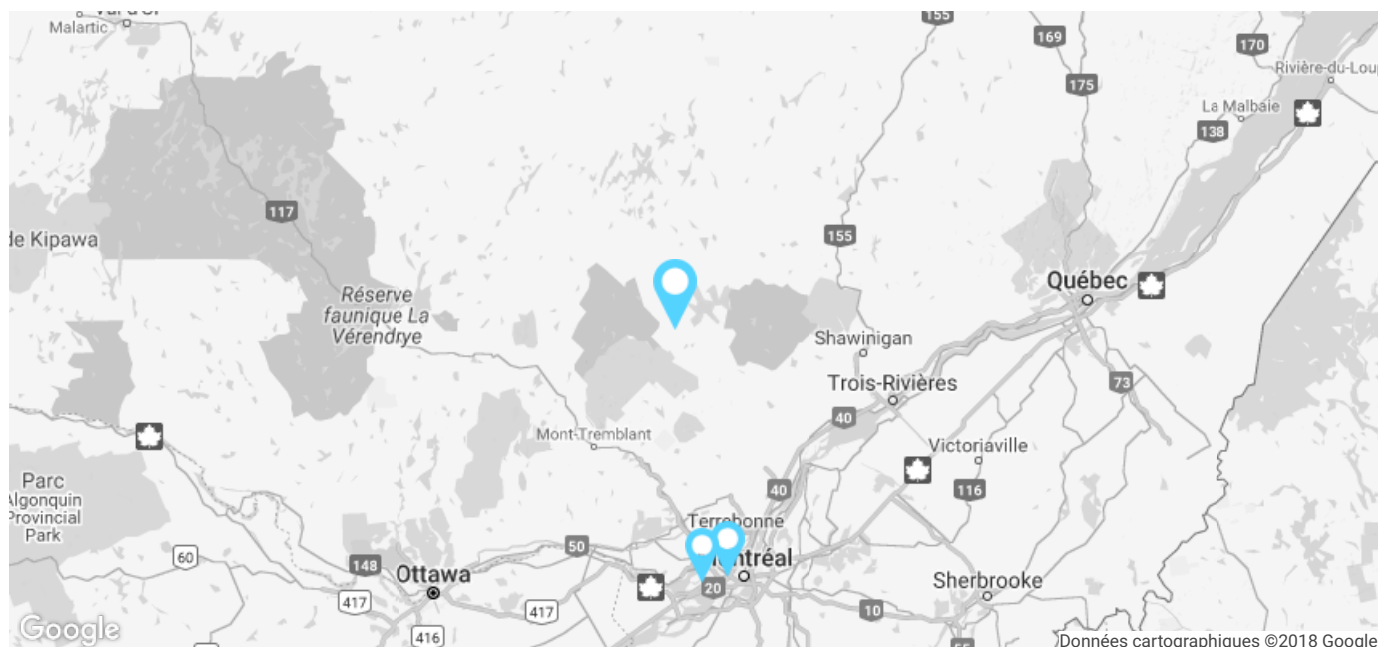 155
Malartic
169
170
Rivière-du-Loup
175
La Malbaie
138
117
155
de Kipawa
Québec
Réserve
faunique La
Vérendrye
Shawinigan
Trois-Rivières
73
40
Mont-Tremblant
Victoriaville
Parc
Algonquin
Provincial
Park
40
116
Terrebonne
50
60
148
Montréal
Ottawa
20
Sherbrooke
417
417
10
416
55
Google
Données cartographiques ©2018 Google